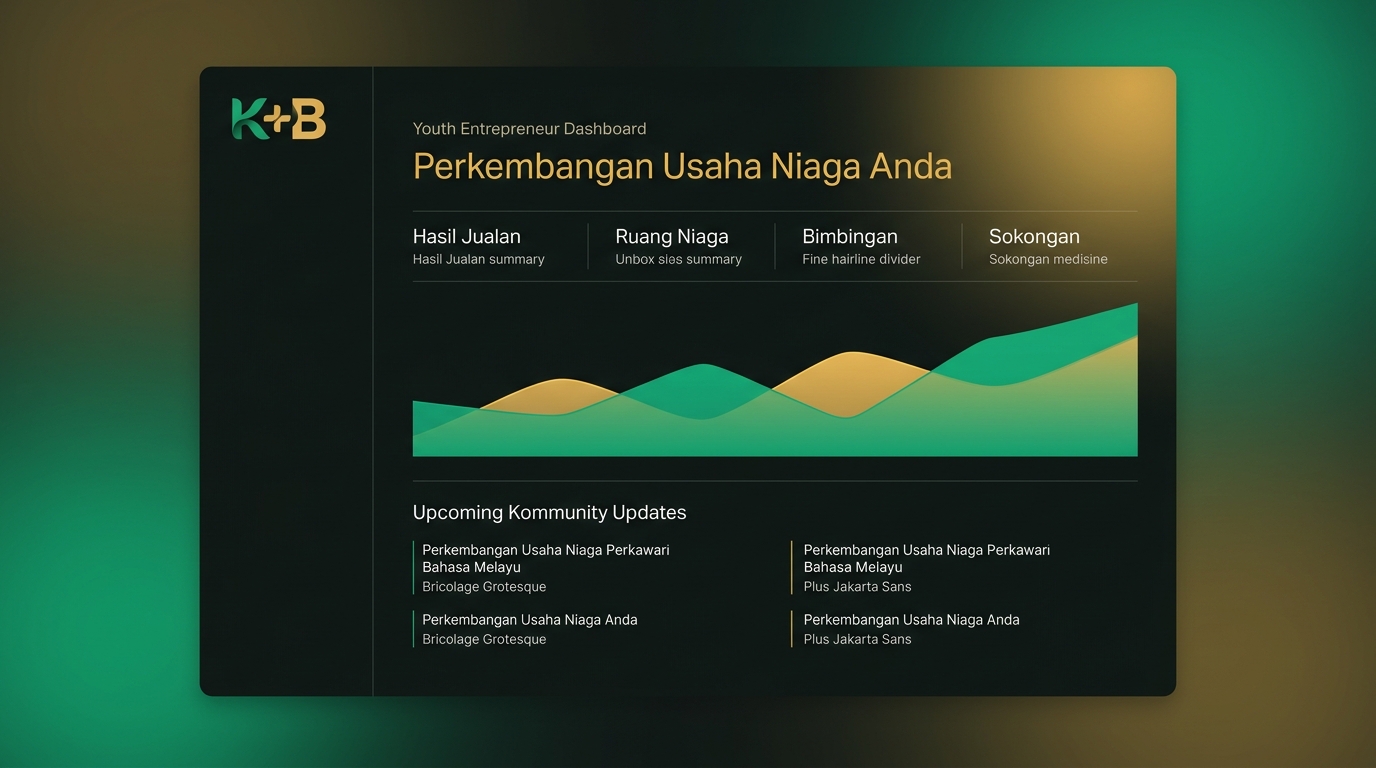 K+B
Youth Entrepreneur Dashboard
Perkembangan Usaha Niaga Anda
Hasil Jualan
Hasil Jualan summary
Ruang Niaga
Unbox sies summary
Bimbingan
Fine hairline divider
Sokongan
Sokongan medisine
Upcoming Kommunity Updates
Perkembangan Usaha Niaga Perkawari
Bahasa Melayu
Bricolage Grotesque
Perkembangan Usaha Niaga Perkawari
Bahasa Melayu
Plus Jakarta Sans
Perkembangan Usaha Niaga Anda
Bricolage Grotesque
Perkembangan Usaha Niaga Anda
Plus Jakarta Sans